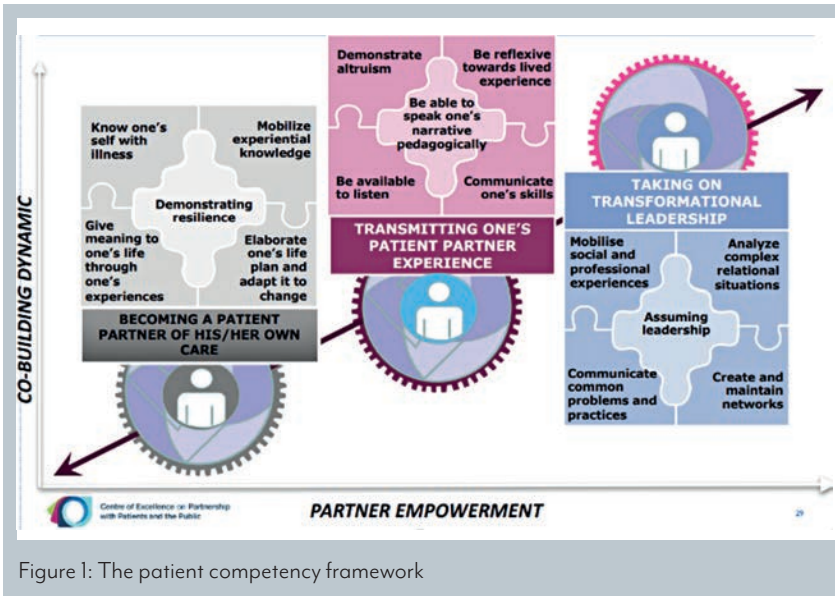 CO-BUILDING DYNAMIC
Know one's
self with
illness
Mobilize
experiential
knowledge
Demonstrating
resilience
Give
meaning to
one's life
through
one's
experiences
Elaborate
one's life
plan and
adapt it to
change
BECOMING A PATIENT
PARTNER OF HIS/HER OWN
CARE
Demonstrate
altruism
Be reflexive
towards lived
experience
Be able to
speak one's
narrative
pedagogically
Be available
to listen
Communicate
one's skills
TRANSMITTING ONE'S
PATIENT PARTNER
EXPERIENCE
TAKING ON
TRANSFORMATIONAL
LEADERSHIP
Mobilise
social and
professional
experiences
Analyze
complex
relational
situations
Assuming
leadership
Communicate
common
problems and
practices
Create and
maintain
networks
Centre of Excellence on Partnership
with Patients and the Public
PARTNER EMPOWERMENT
29
Figure 1: The patient competency framework